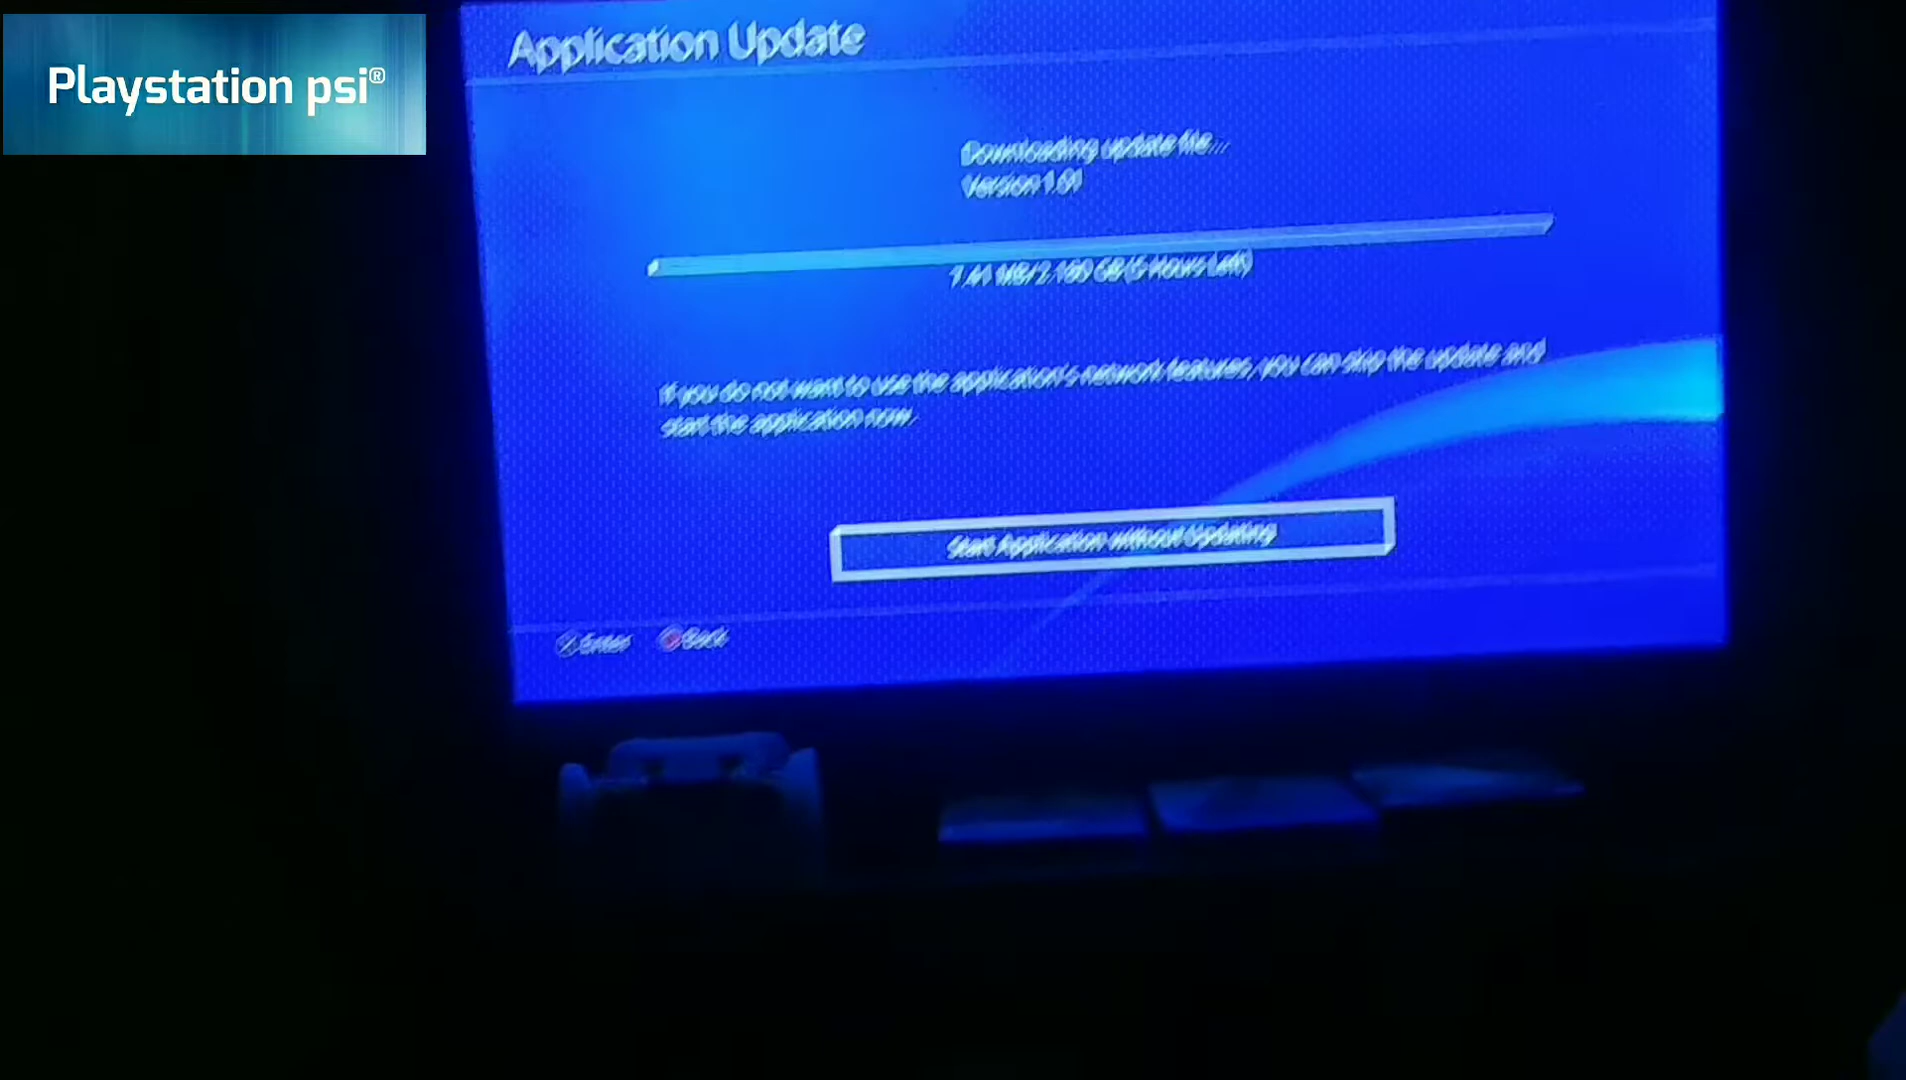 Playstation psi®
Application Update
Downloading update file...
Version 1.01
If you do not want to use the application's network features, you can skip the update and
start the application now.
Start Application without Updating
Enter Back